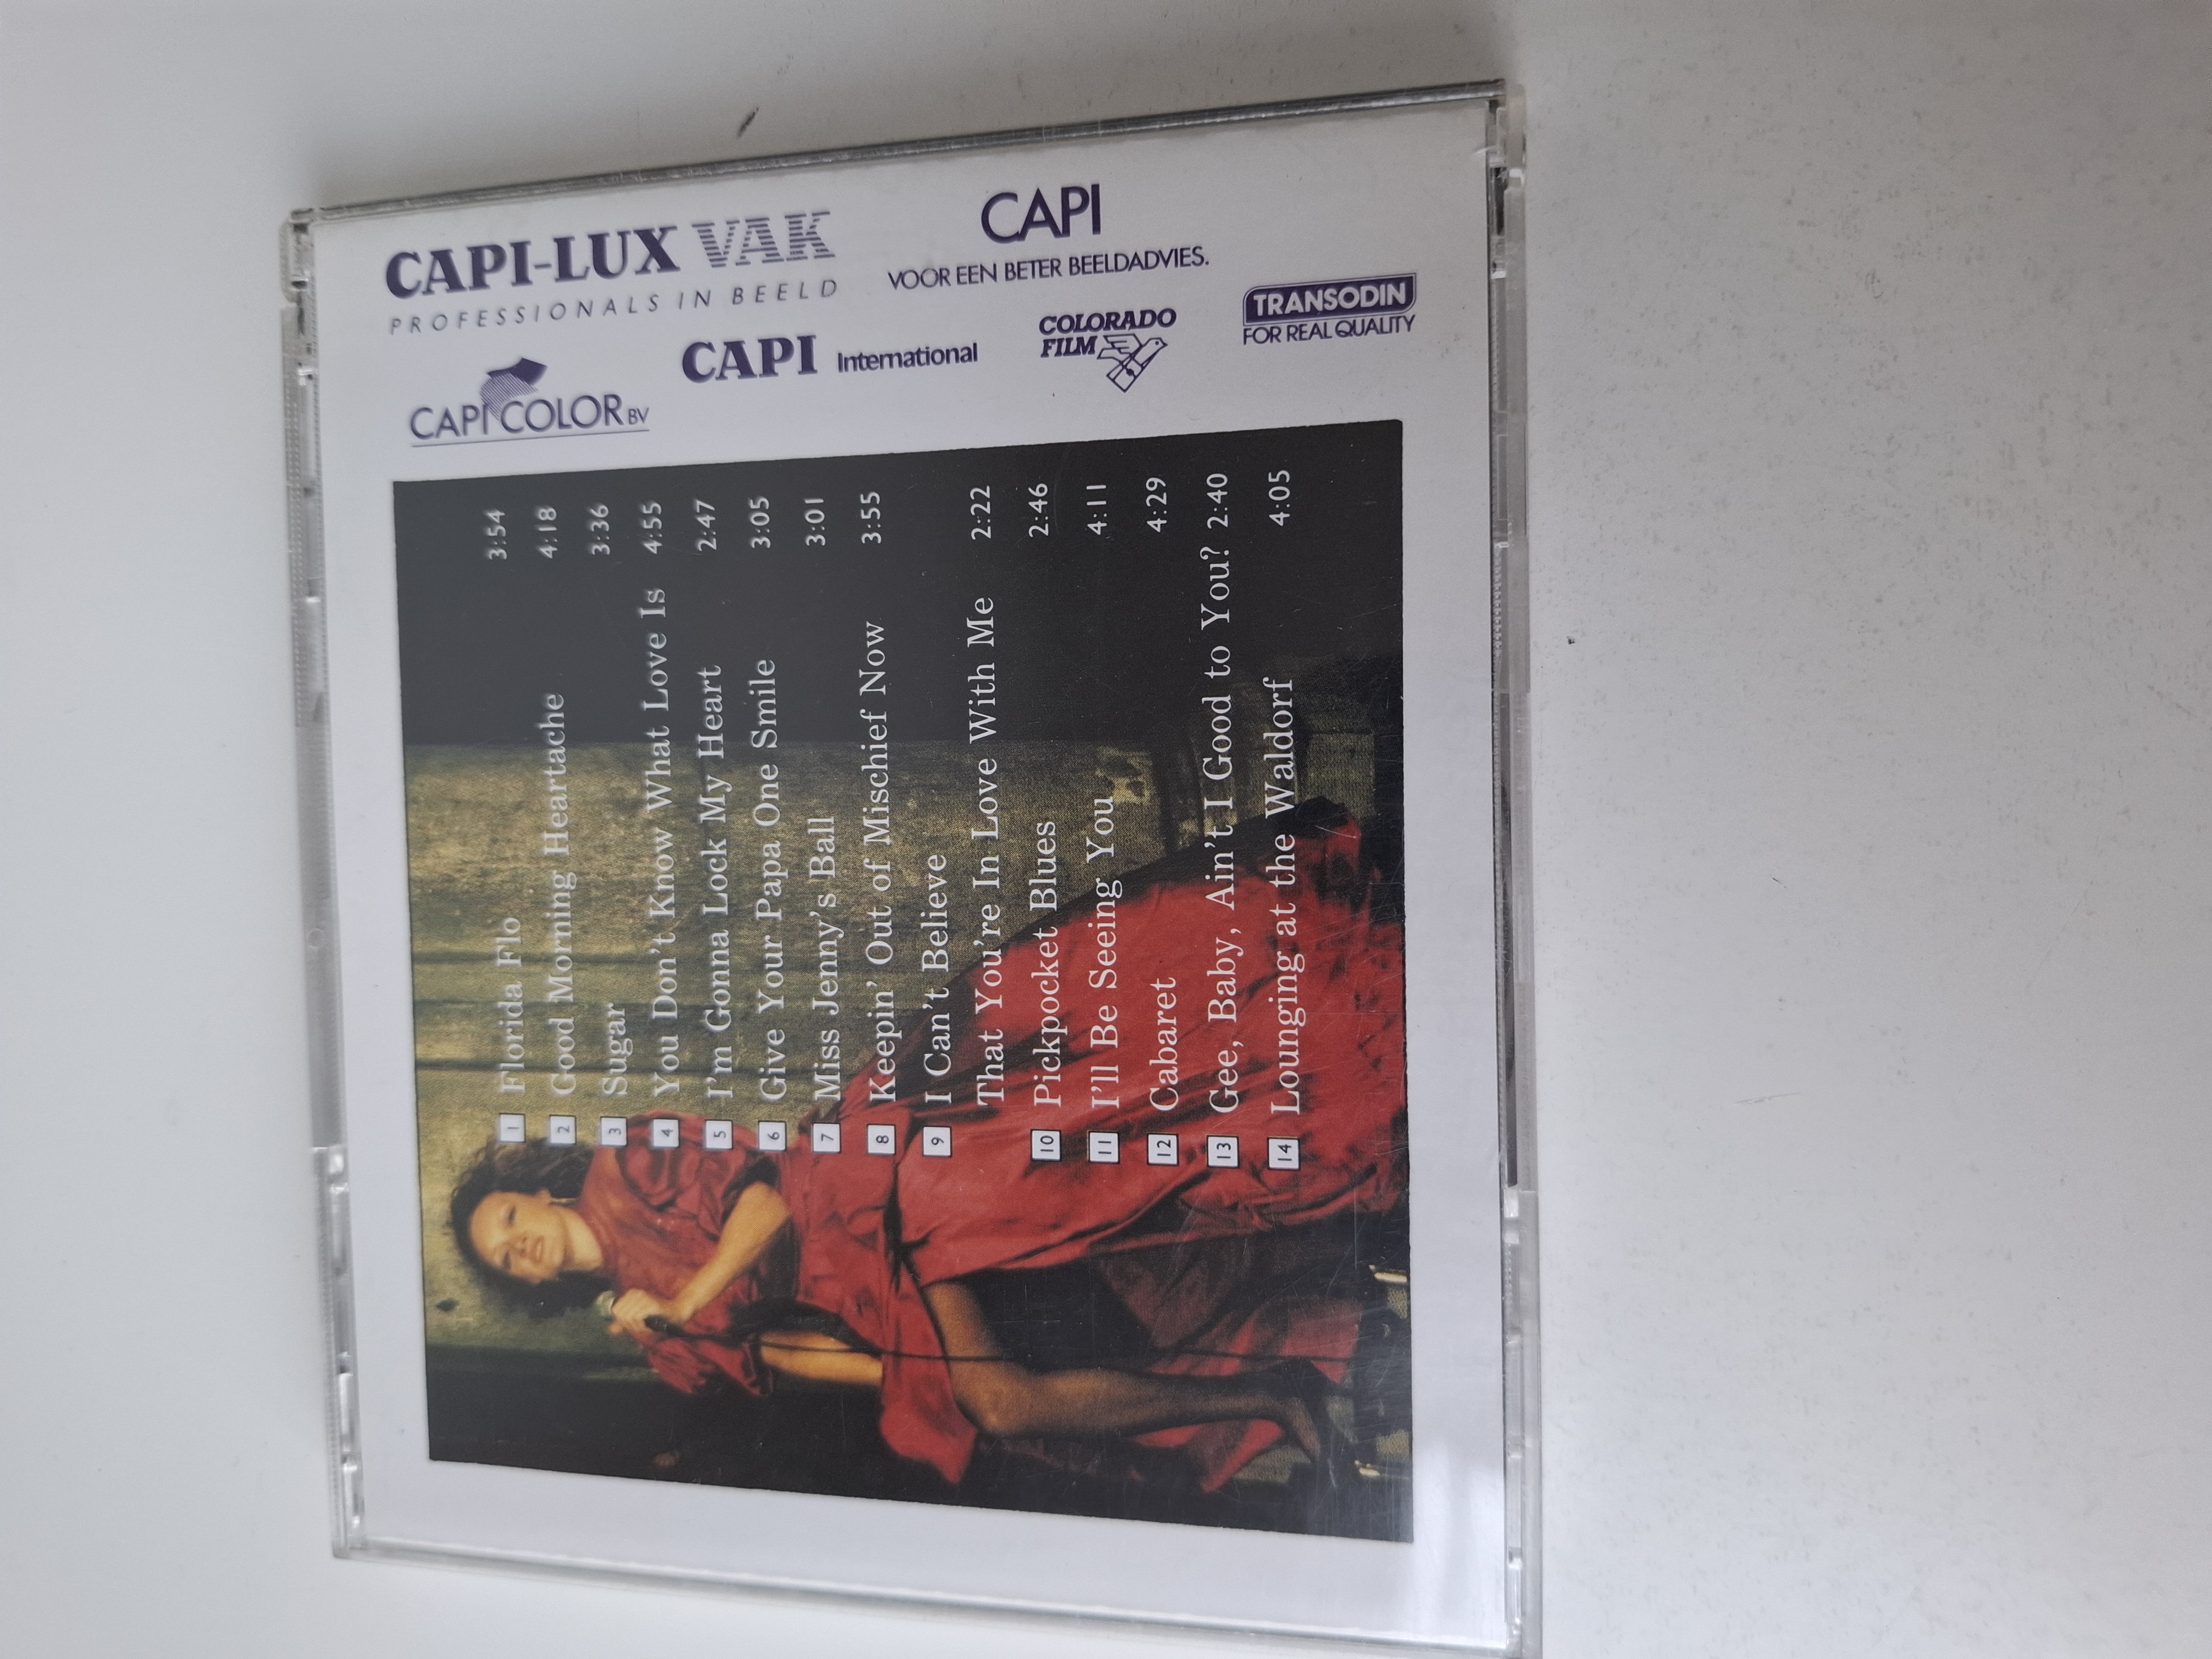 1 Florida Flo 3:54
2 Good Morning Heartache 4:18
3 Sugar 3:36
4 You Don't Know What Love Is 4:55
5 I'm Gonna Lock My Heart 2:47
6 Give Your Papa One Smile 3:05
7 Miss Jenny's Ball 3:01
8 Keepin' Out of Mischief Now 3:55
9 I Can't Believe
That You're In Love With Me 2:22
10 Pickpocket Blues 2:46
11 I'll Be Seeing You 4:11
12 Cabaret 4:29
13 Gee, Baby, Ain't I Good to You? 2:40
14 Lounging at the Waldorf 4:05
CAPI-LUX VAK
PROFESSIONALS IN BEELD
CAPI
VOOR EEN BETER BEELDADVIES.
CAPI COLOR BV
CAPI International
COLORADO
FILM
TRANSODIN
FOR REAL QUALITY